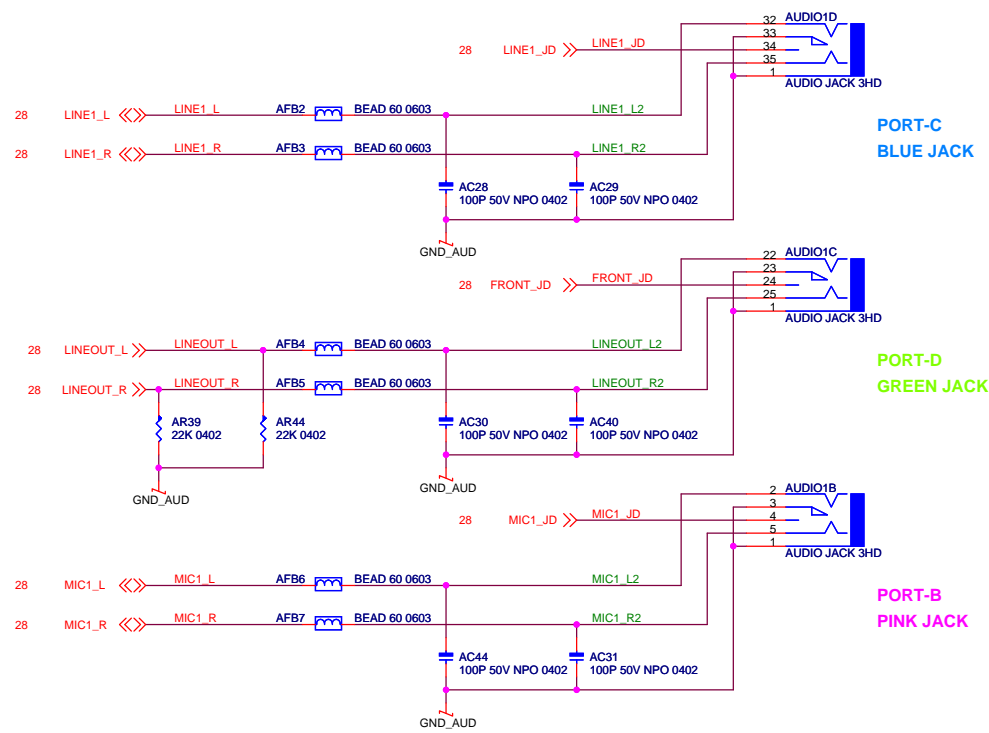 32 AUDIO1D
33
28 LINE1_JD LINE1_JD 34
35
1 AUDIO JACK 3HD
28 LINE1_L LINE1_L AFB2 BEAD 60 0603 LINE1_L2
PORT-C
28 LINE1_R LINE1_R AFB3 BEAD 60 0603 LINE1_R2
BLUE JACK
AC28 AC29
100P 50V NPO 0402 100P 50V NPO 0402
GND_AUD
22 AUDIO1C
23
28 FRONT_JD FRONT_JD 24
25
1 AUDIO JACK 3HD
28 LINEOUT_L LINEOUT_L AFB4 BEAD 60 0603 LINEOUT_L2
PORT-D
28 LINEOUT_R LINEOUT_R AFB5 BEAD 60 0603 LINEOUT_R2
GREEN JACK
AR39 AR44 AC30 AC40
22K 0402 22K 0402 100P 50V NPO 0402 100P 50V NPO 0402
GND_AUD GND_AUD
2 AUDIO1B
3
28 MIC1_JD MIC1_JD 4
5
1 AUDIO JACK 3HD
28 MIC1_L MIC1_L AFB6 BEAD 60 0603 MIC1_L2
PORT-B
28 MIC1_R MIC1_R AFB7 BEAD 60 0603 MIC1_R2
PINK JACK
AC44 AC31
100P 50V NPO 0402 100P 50V NPO 0402
GND_AUD